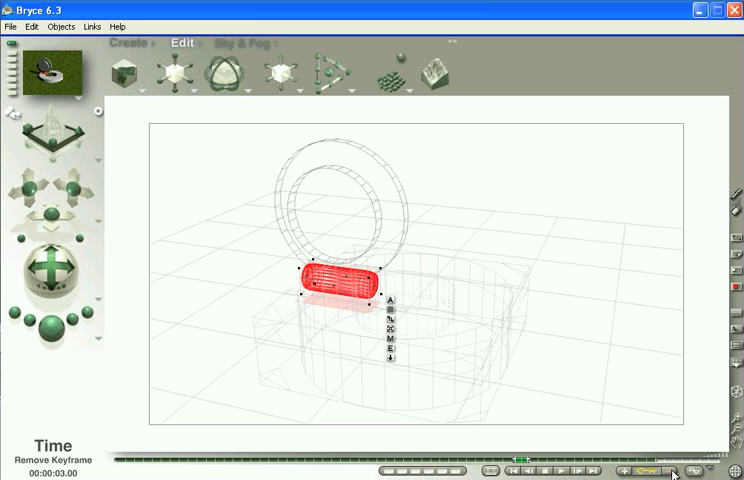 Bryce 6.3
File Edit Objects Links Help
Create Edit Sky & Fog
A
M
E
A
Time
Remove Keyframe
00:00:03.00